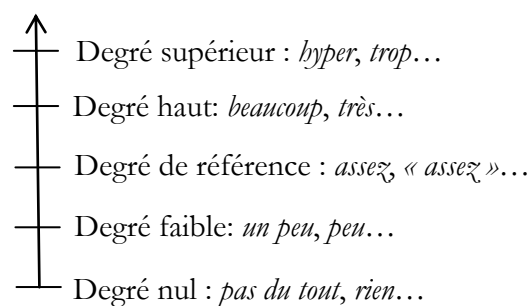 Degré supérieur : hyper, trop…
Degré haut: beaucoup, très…
Degré de référence : assez, « assez »…
Degré faible: un peu, peu…
Degré nul : pas du tout, rien…